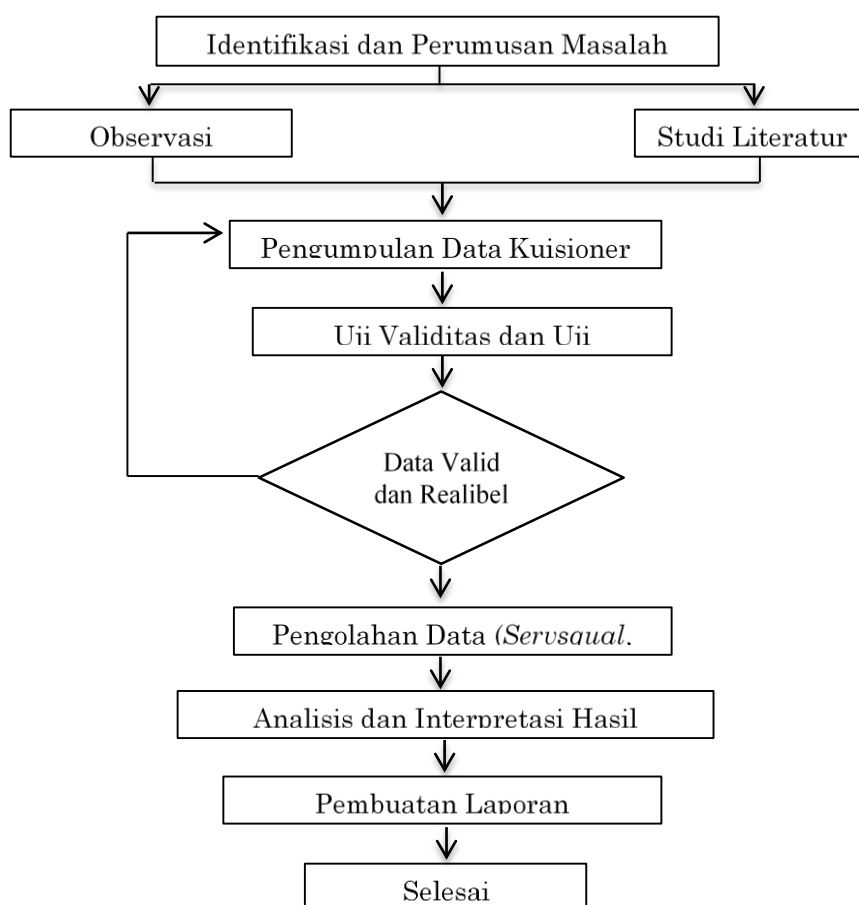 Identifikasi dan Perumusan Masalah
Observasi
Studi Literatur
Pengumpulan Data Kuisioner
Uji Validitas dan Uji
Data Valid
dan Realibel
Pengolahan Data (Servsqual,
Analisis dan Interpretasi Hasil
Pembuatan Laporan
Selesai